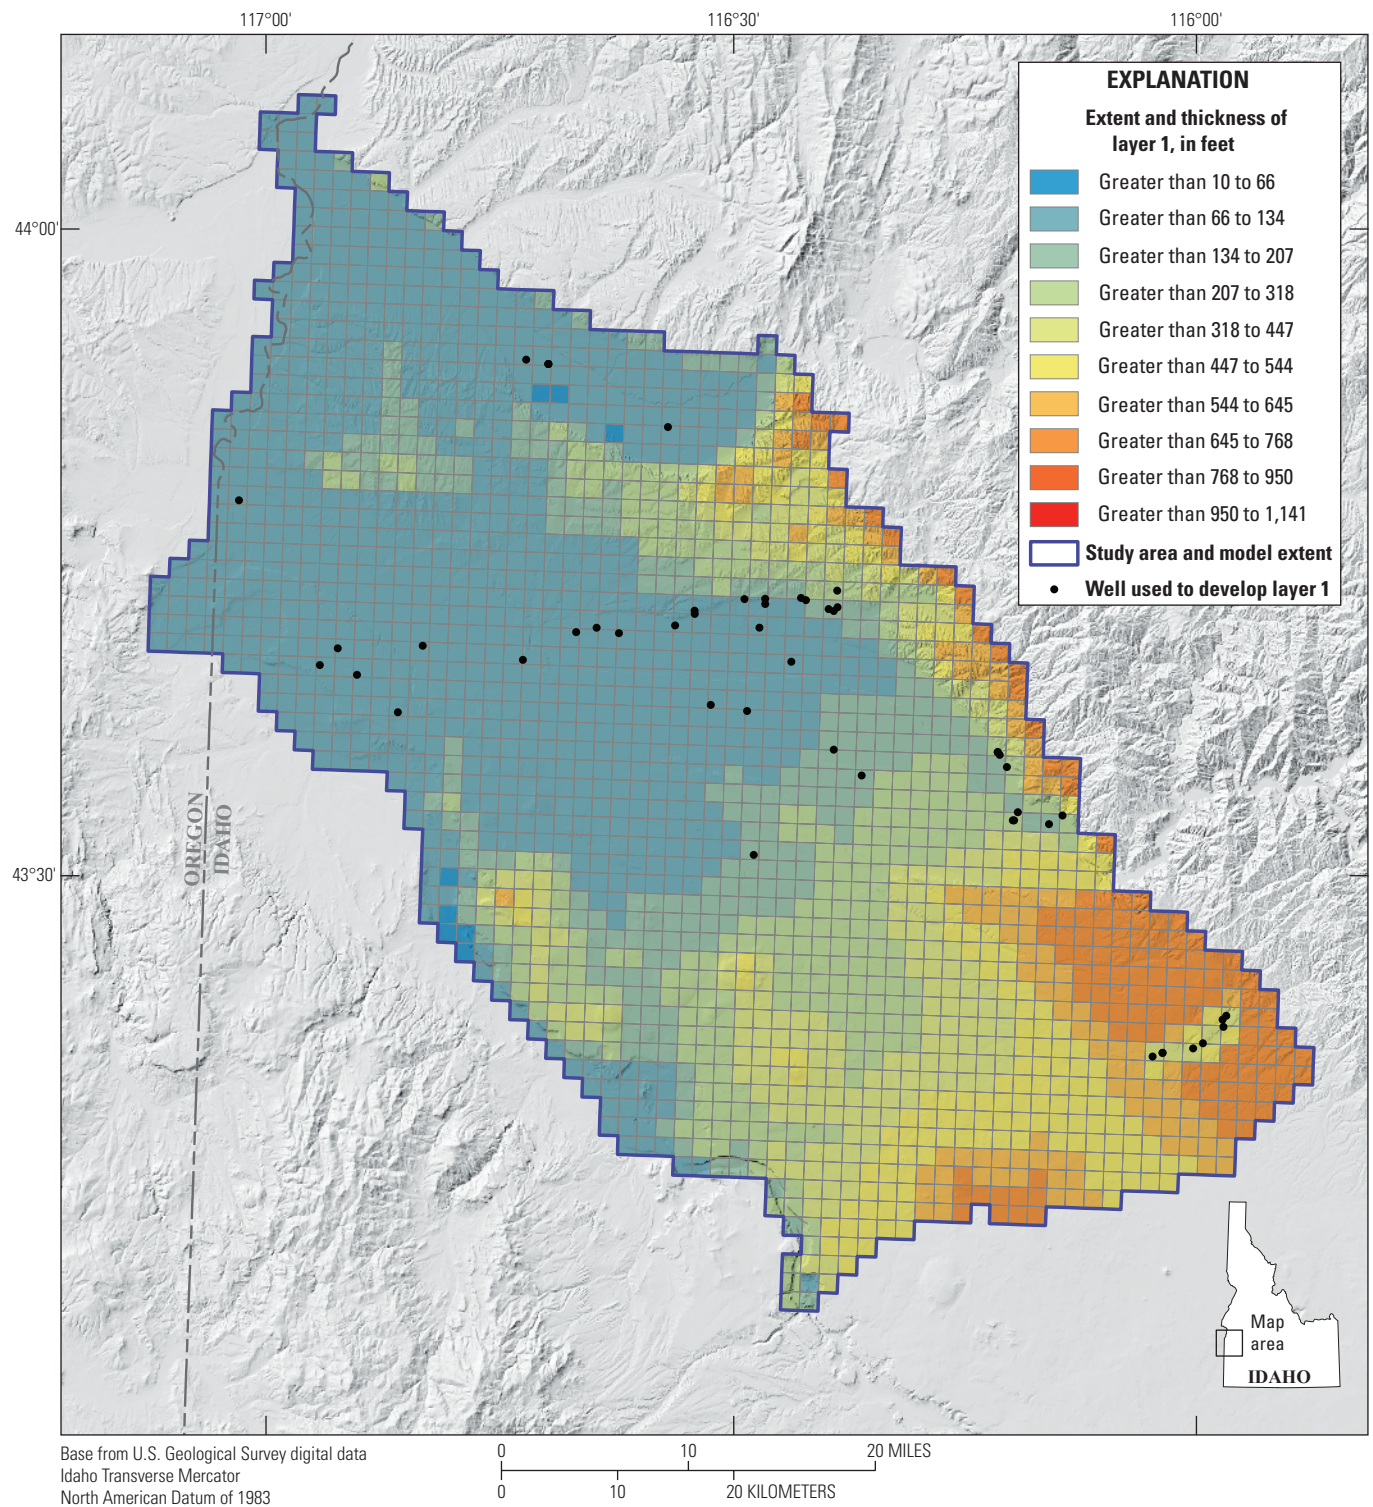 117°00'
116°30'
116°00'
44°00'
43°30'
EXPLANATION
Extent and thickness of
layer 1, in feet
Greater than 10 to 66
Greater than 66 to 134
Greater than 134 to 207
Greater than 207 to 318
Greater than 318 to 447
Greater than 447 to 544
Greater than 544 to 645
Greater than 645 to 768
Greater than 768 to 950
Greater than 950 to 1,141
Study area and model extent
Well used to develop layer 1
OREGON
IDAHO
Map
area
IDAHO
Base from U.S. Geological Survey digital data
Idaho Transverse Mercator
North American Datum of 1983
0 10 20 MILES
0 10 20 KILOMETERS